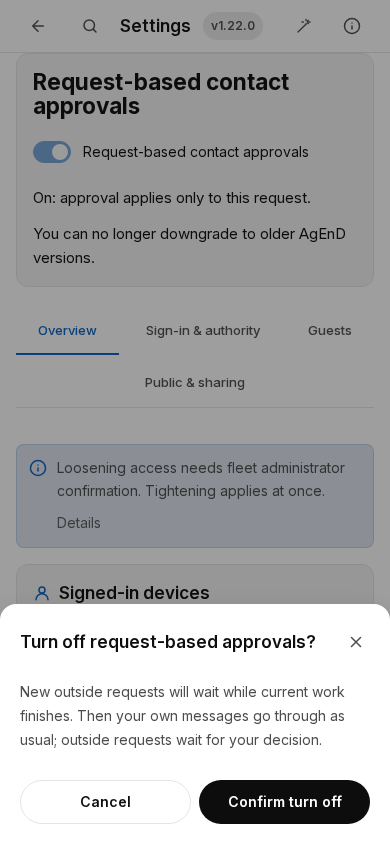 Settings v1.22.0
Request-based contact
approvals
Request-based contact approvals
On: approval applies only to this request.
You can no longer downgrade to older AgEnD
versions.
Overview Sign-in & authority Guests
Public & sharing
Loosening access needs fleet administrator
confirmation. Tightening applies at once.
Details
Signed-in devices
Turn off request-based approvals?
New outside requests will wait while current work
finishes. Then your own messages go through as
usual; outside requests wait for your decision.
Cancel Confirm turn off